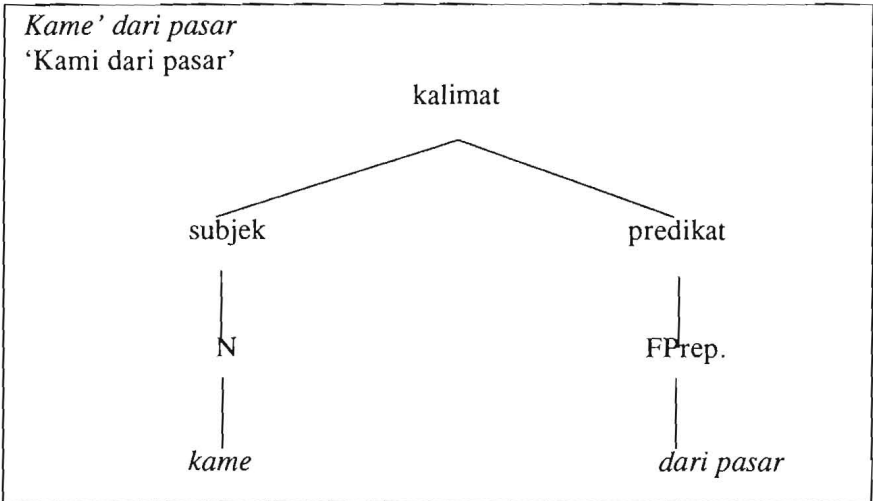 Kame’ dari pasar
‘Kami dari pasar’
kalimat
subjek predikat
N FPrep.
kame dari pasar